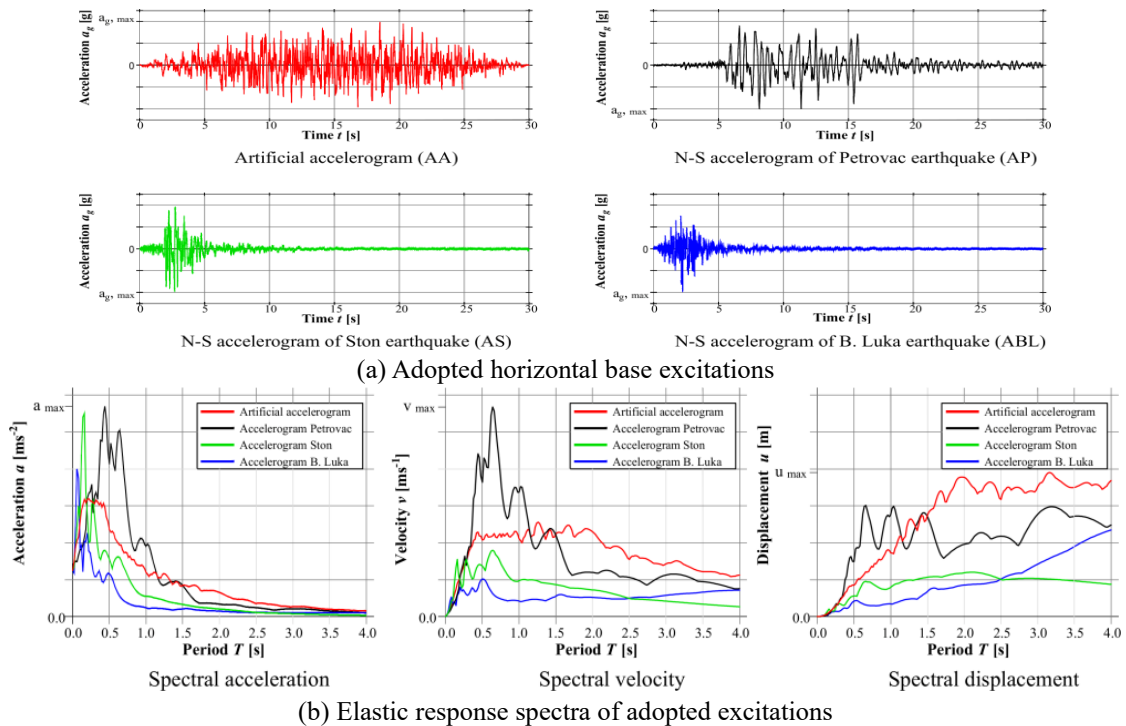 Acceleration a_g [g]
a_g, max
0
0 5 10 15 20 25 30
Time t [s]
Artificial accelerogram (AA)
Acceleration a_g [g]
0
a_g, max
0 5 10 15 20 25 30
Time t [s]
N-S accelerogram of Petrovac earthquake (AP)
Acceleration a_g [g]
0
a_g, max
0 5 10 15 20 25 30
Time t [s]
N-S accelerogram of Ston earthquake (AS)
Acceleration a_g [g]
0
a_g, max
0 5 10 15 20 25 30
Time t [s]
N-S accelerogram of B. Luka earthquake (ABL)
(a) Adopted horizontal base excitations
Acceleration a [ms⁻²]
a max
0.0
Artificial accelerogram
Accelerogram Petrovac
Accelerogram Ston
Accelerogram B. Luka
0.0 0.5 1.0 1.5 2.0 2.5 3.0 3.5 4.0
Period T [s]
Spectral acceleration
Velocity v [ms⁻¹]
v max
0.0
Artificial accelerogram
Accelerogram Petrovac
Accelerogram Ston
Accelerogram B. Luka
0.0 0.5 1.0 1.5 2.0 2.5 3.0 3.5 4.0
Period T [s]
Spectral velocity
Displacement u [m]
u max
0.0
Artificial accelerogram
Accelerogram Petrovac
Accelerogram Ston
Accelerogram B. Luka
0.0 0.5 1.0 1.5 2.0 2.5 3.0 3.5 4.0
Period T [s]
Spectral displacement
(b) Elastic response spectra of adopted excitations